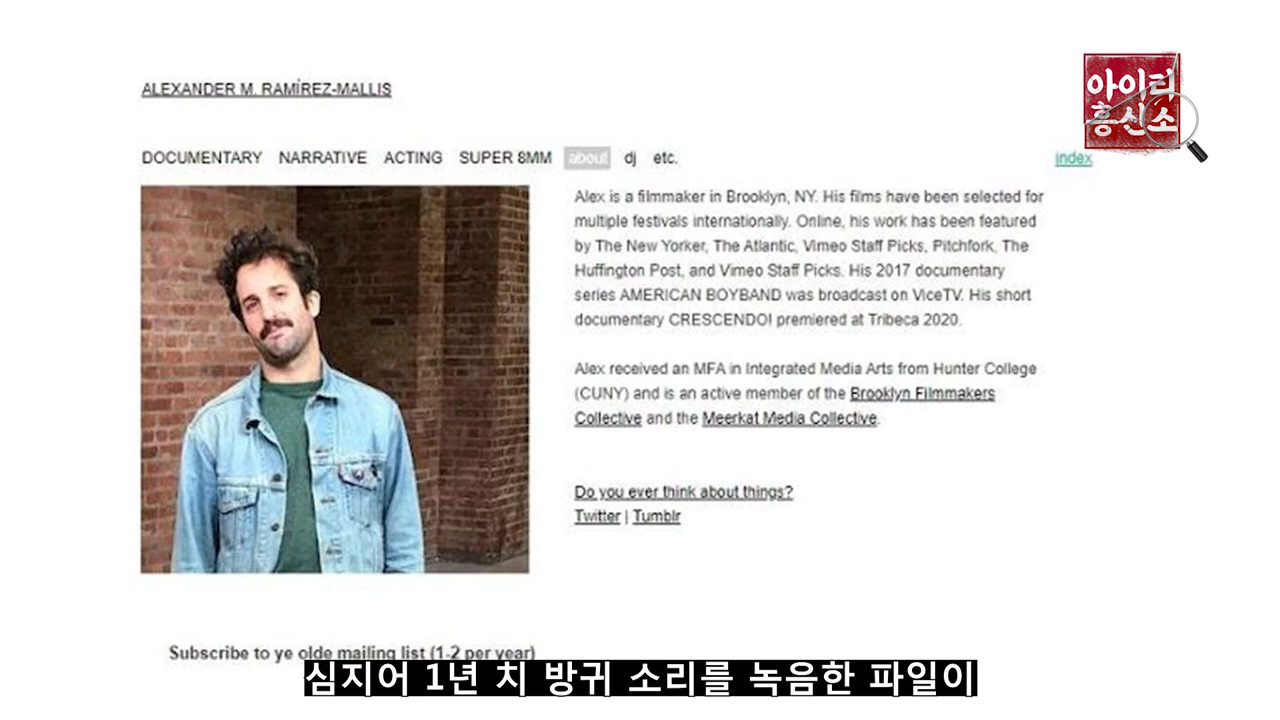 아이티
흥신소
ALEXANDER M. RAMÍREZ-MALLIS
DOCUMENTARY NARRATIVE ACTING SUPER 8MM about dj etc. index
Alex is a filmmaker in Brooklyn, NY. His films have been selected for
multiple festivals internationally. Online, his work has been featured
by The New Yorker, The Atlantic, Vimeo Staff Picks, Pitchfork, The
Huffington Post, and Vimeo Staff Picks. His 2017 documentary
series AMERICAN BOYBAND was broadcast on ViceTV. His short
documentary CRESCENDO! premiered at Tribeca 2020.
Alex received an MFA in Integrated Media Arts from Hunter College
(CUNY) and is an active member of the Brooklyn Filmmakers
Collective and the Meerkat Media Collective.
Do you ever think about things?
Twitter | Tumblr
Subscribe to ye olde mailing list (1-2 per year)
심지어 1년 치 방귀 소리를 녹음한 파일이